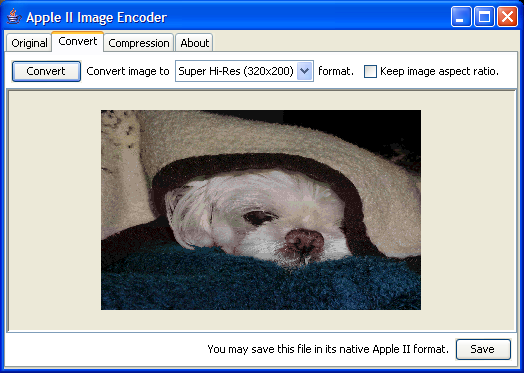 Apple II Image Encoder
Original Convert Compression About
Convert Convert image to Super Hi-Res (320x200) format. Keep image aspect ratio.
You may save this file in its native Apple II format. Save